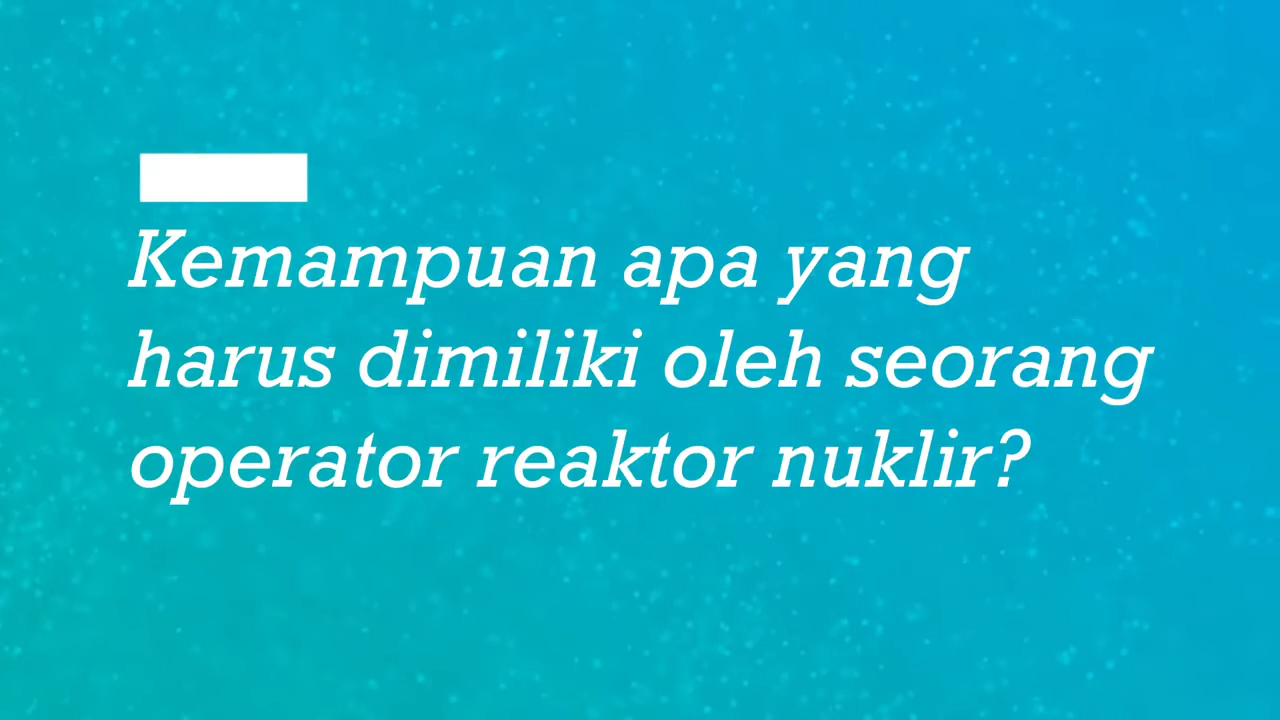 Kemampuan apa yang
harus dimiliki oleh seorang
operator reaktor nuklir?